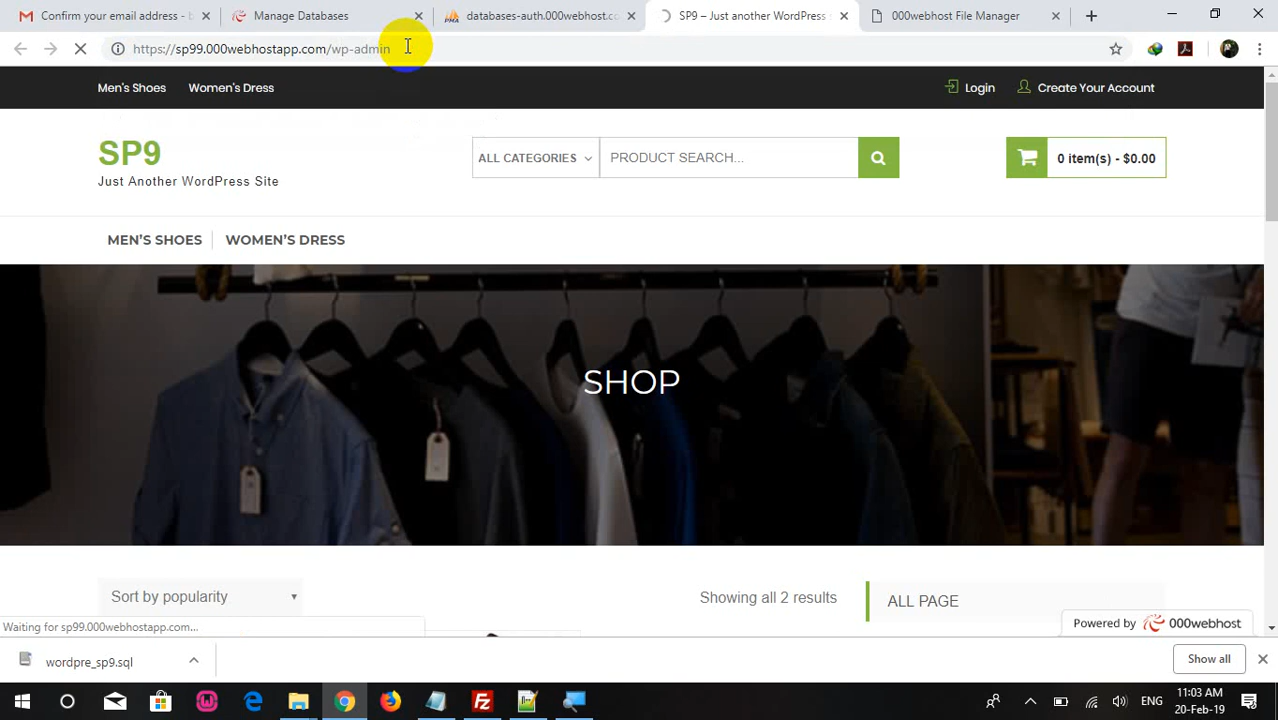 Confirm your email address - b
Manage Databases
databases-auth.000webhost.co
SP9 – Just another WordPress s
000webhost File Manager
https://sp99.000webhostapp.com/wp-admin
Men's Shoes Women's Dress Login Create Your Account
SP9
Just Another WordPress Site
ALL CATEGORIES PRODUCT SEARCH...
0 item(s) - $0.00
MEN'S SHOES WOMEN'S DRESS
SHOP
Sort by popularity
Showing all 2 results
ALL PAGE
Powered by 000webhost
Waiting for sp99.000webhostapp.com...
wordpre_sp9.sql
Show all
ENG
11:03 AM
20-Feb-19